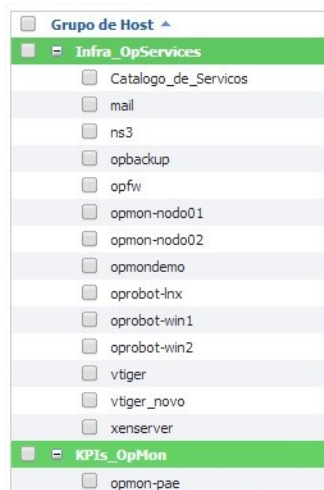 Grupo de Host
Infra_OpServices
Catalogo_de_Servicos
mail
ns3
opbackup
opfw
opmon-nodo01
opmon-nodo02
opmondemo
oprobot-lnx
oprobot-win1
oprobot-win2
vtiger
vtiger_novo
xenserver
KPIs_OpMon
opmon-pae